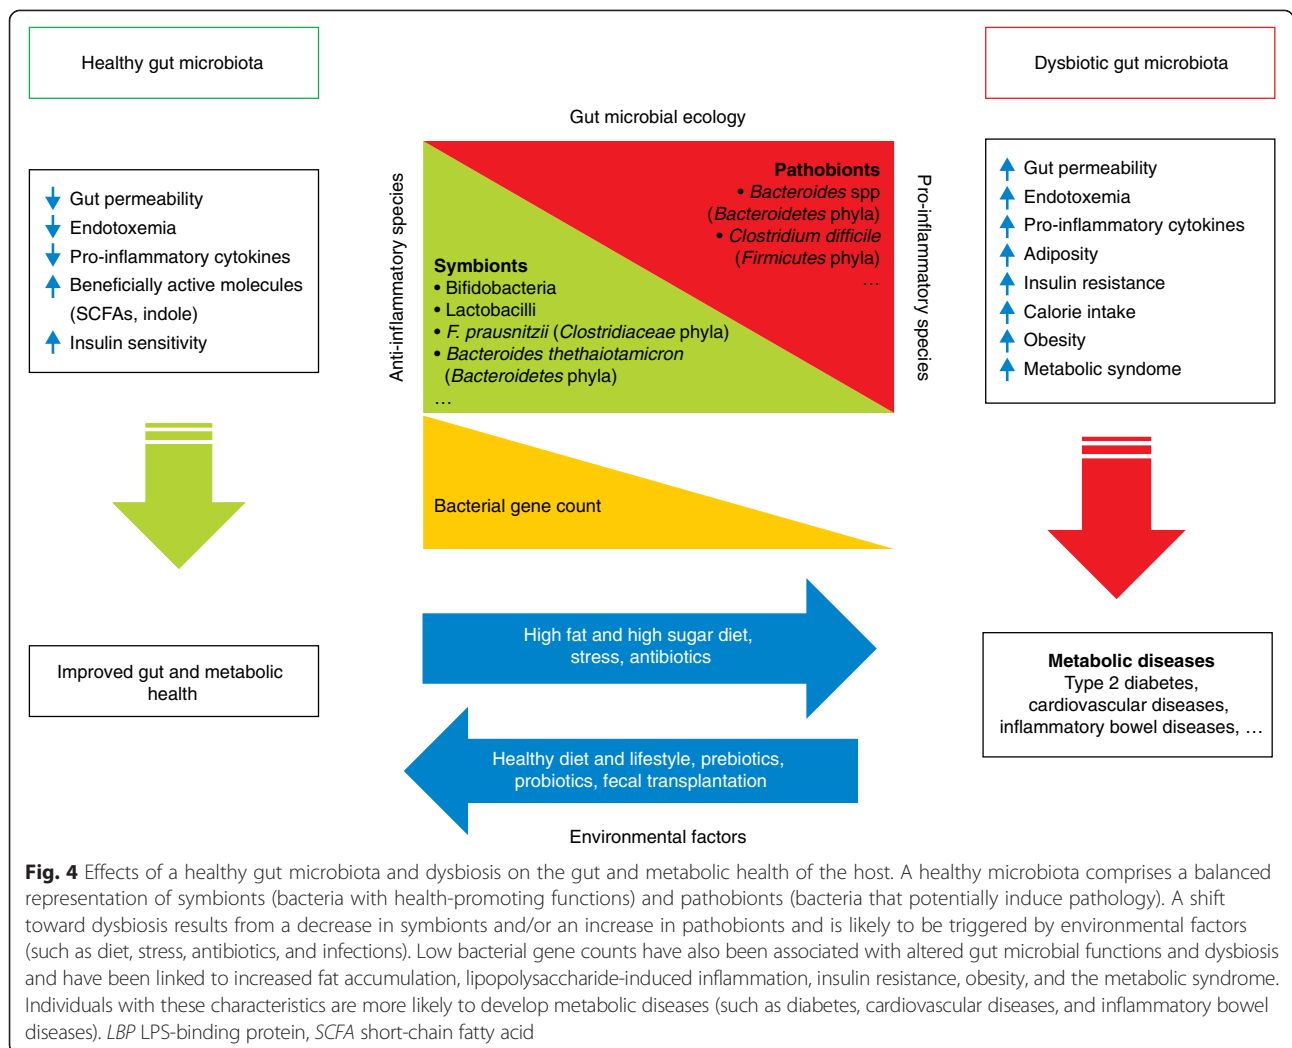 Healthy gut microbiota
Dysbiotic gut microbiota
Gut microbial ecology
Gut permeability
Endotoxemia
Pro-inflammatory cytokines
Beneficially active molecules
(SCFAs, indole)
Insulin sensitivity
Anti-inflammatory species
Pathobionts
• Bacteroides spp
(Bacteroidetes phyla)
• Clostridium difficile
(Firmicutes phyla)
…
Symbionts
• Bifidobacteria
• Lactobacilli
• F. prausnitzii (Clostridiaceae phyla)
• Bacteroides thethaiotamicron
(Bacteroidetes phyla)
…
Pro-inflammatory species
Gut permeability
Endotoxemia
Pro-inflammatory cytokines
Adiposity
Insulin resistance
Calorie intake
Obesity
Metabolic syndome
Bacterial gene count
High fat and high sugar diet,
stress, antibiotics
Improved gut and metabolic
health
Metabolic diseases
Type 2 diabetes,
cardiovascular diseases,
inflammatory bowel diseases, …
Healthy diet and lifestyle, prebiotics,
probiotics, fecal transplantation
Environmental factors
Fig. 4 Effects of a healthy gut microbiota and dysbiosis on the gut and metabolic health of the host. A healthy microbiota comprises a balanced
representation of symbionts (bacteria with health-promoting functions) and pathobionts (bacteria that potentially induce pathology). A shift
toward dysbiosis results from a decrease in symbionts and/or an increase in pathobionts and is likely to be triggered by environmental factors
(such as diet, stress, antibiotics, and infections). Low bacterial gene counts have also been associated with altered gut microbial functions and dysbiosis
and have been linked to increased fat accumulation, lipopolysaccharide-induced inflammation, insulin resistance, obesity, and the metabolic syndrome.
Individuals with these characteristics are more likely to develop metabolic diseases (such as diabetes, cardiovascular diseases, and inflammatory bowel
diseases). LBP LPS-binding protein, SCFA short-chain fatty acid